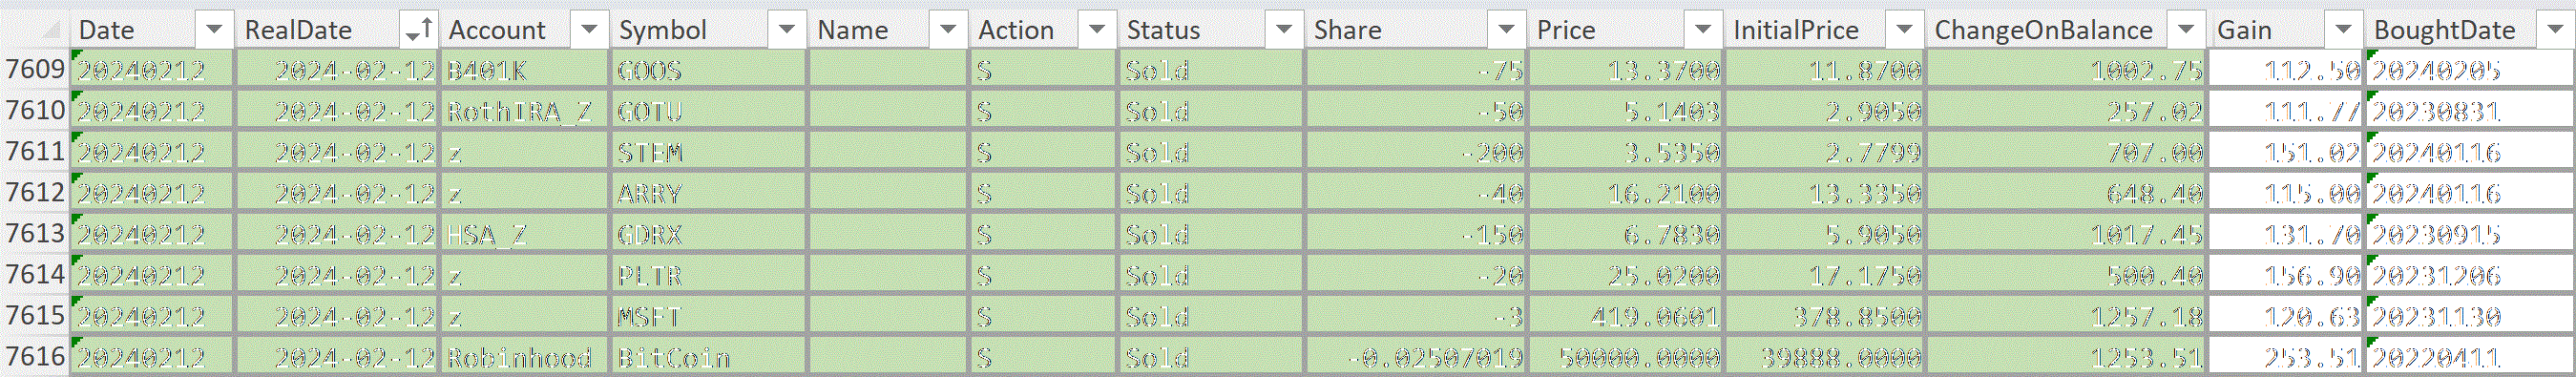 Date RealDate Account Symbol Name Action Status Share Price InitialPrice ChangeOnBalance Gain BoughtDate
7609 20240212 2024-02-12 B401K GOOS S Sold -75 13.3700 11.8700 1002.75 112.50 20240205
7610 20240212 2024-02-12 RothIRA_Z GOTU S Sold -50 5.1403 2.9050 257.02 111.77 20230831
7611 20240212 2024-02-12 z STEM S Sold -200 3.5350 2.7799 707.00 151.02 20240116
7612 20240212 2024-02-12 z ARRY S Sold -40 16.2100 13.3350 648.40 115.00 20240116
7613 20240212 2024-02-12 HSA_Z GDRX S Sold -150 6.7830 5.9050 1017.45 131.70 20230915
7614 20240212 2024-02-12 z PLTR S Sold -20 25.0200 17.1750 500.40 156.90 20231206
7615 20240212 2024-02-12 z MSFT S Sold -3 419.0601 378.8500 1257.18 120.63 20231130
7616 20240212 2024-02-12 Robinhood BitCoin S Sold -0.02507019 50000.0000 39888.0000 1253.51 253.51 20220411